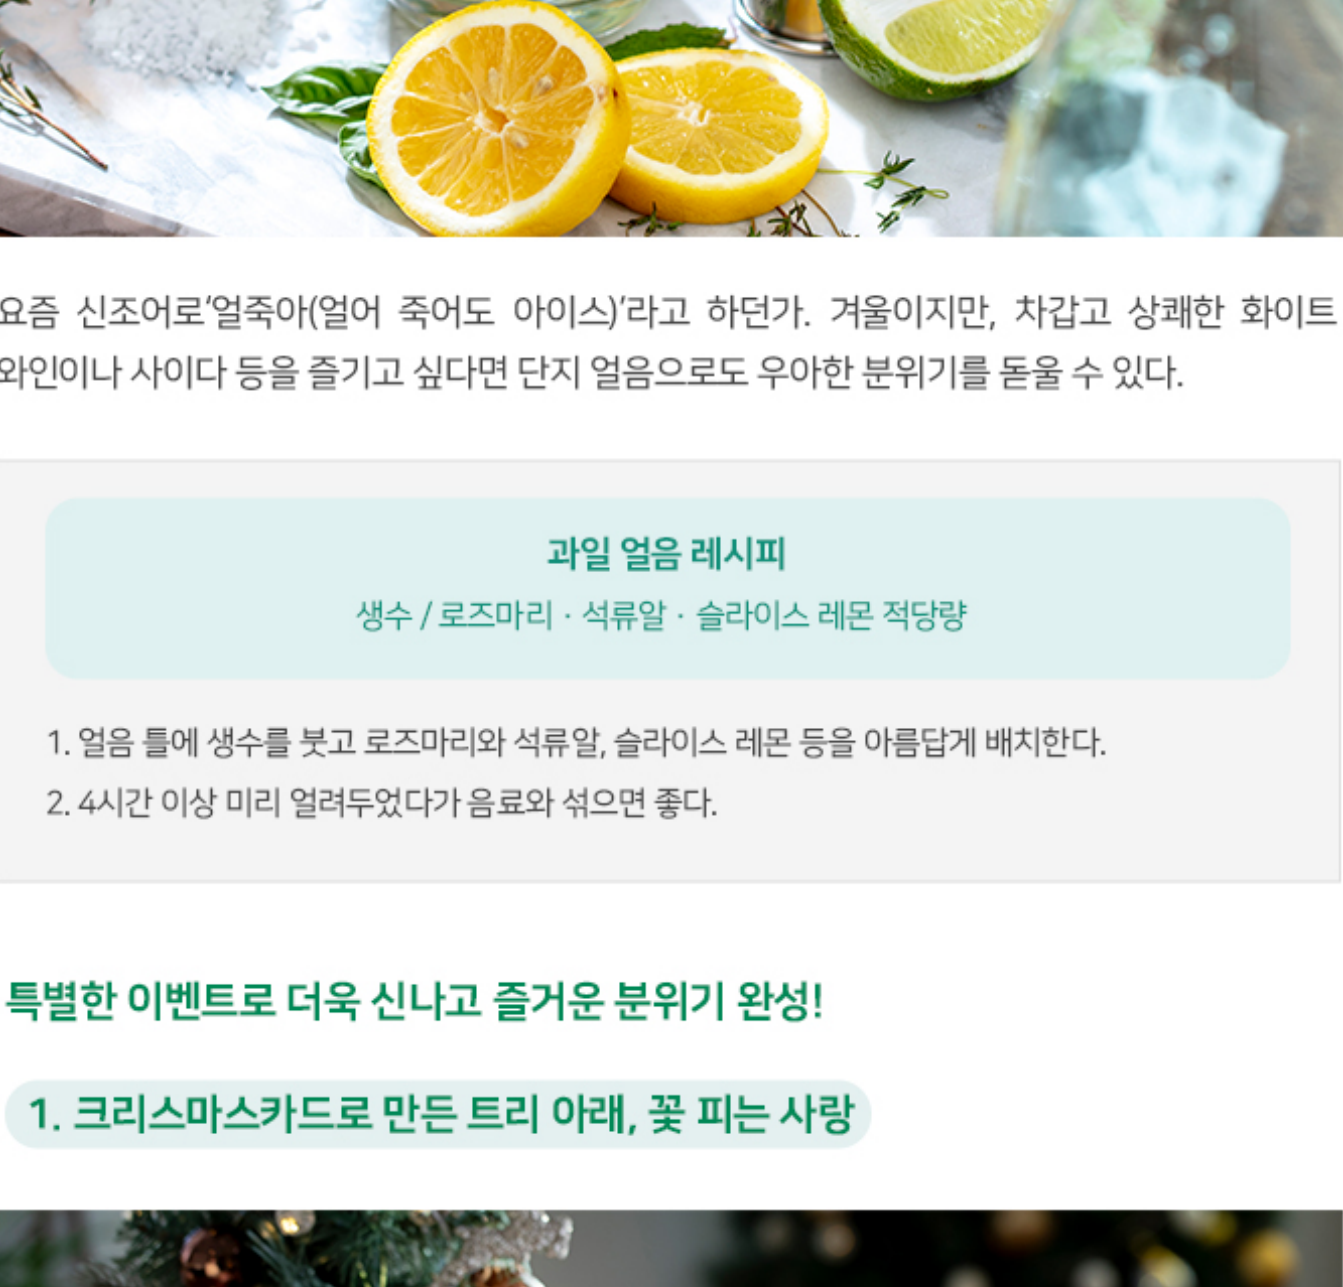 요즘 신조어로‘얼죽아(얼어 죽어도 아이스)’라고 하던가. 겨울이지만, 차갑고 상쾌한 화이트
와인이나 사이다 등을 즐기고 싶다면 단지 얼음으로도 우아한 분위기를 돋울 수 있다.
과일 얼음 레시피
생수 / 로즈마리 · 석류알 · 슬라이스 레몬 적당량
1. 얼음 틀에 생수를 붓고 로즈마리와 석류알, 슬라이스 레몬 등을 아름답게 배치한다.
2. 4시간 이상 미리 얼려두었다가 음료와 섞으면 좋다.
특별한 이벤트로 더욱 신나고 즐거운 분위기 완성!
1. 크리스마스카드로 만든 트리 아래, 꽃 피는 사랑